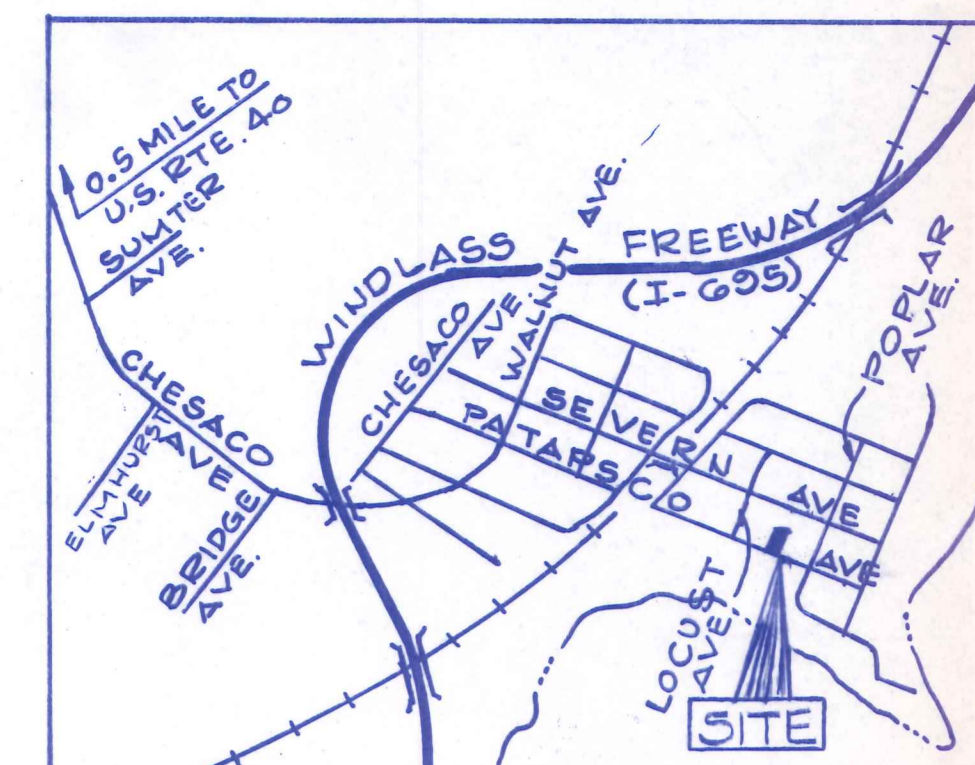 0.5 MILE TO
U.S. RTE. 40
SUMTER
AVE.
WINDLASS
FREEWAY
(I-695)
WALNUT AVE.
POPLAR
AVE.
CHESACO
AVE
CHESACO
AVE
ELMHURST
AVE
BRIDGE
AVE.
SEVERN AVE
PATAPSCO AVE
LOCUST
AVE.
SITE